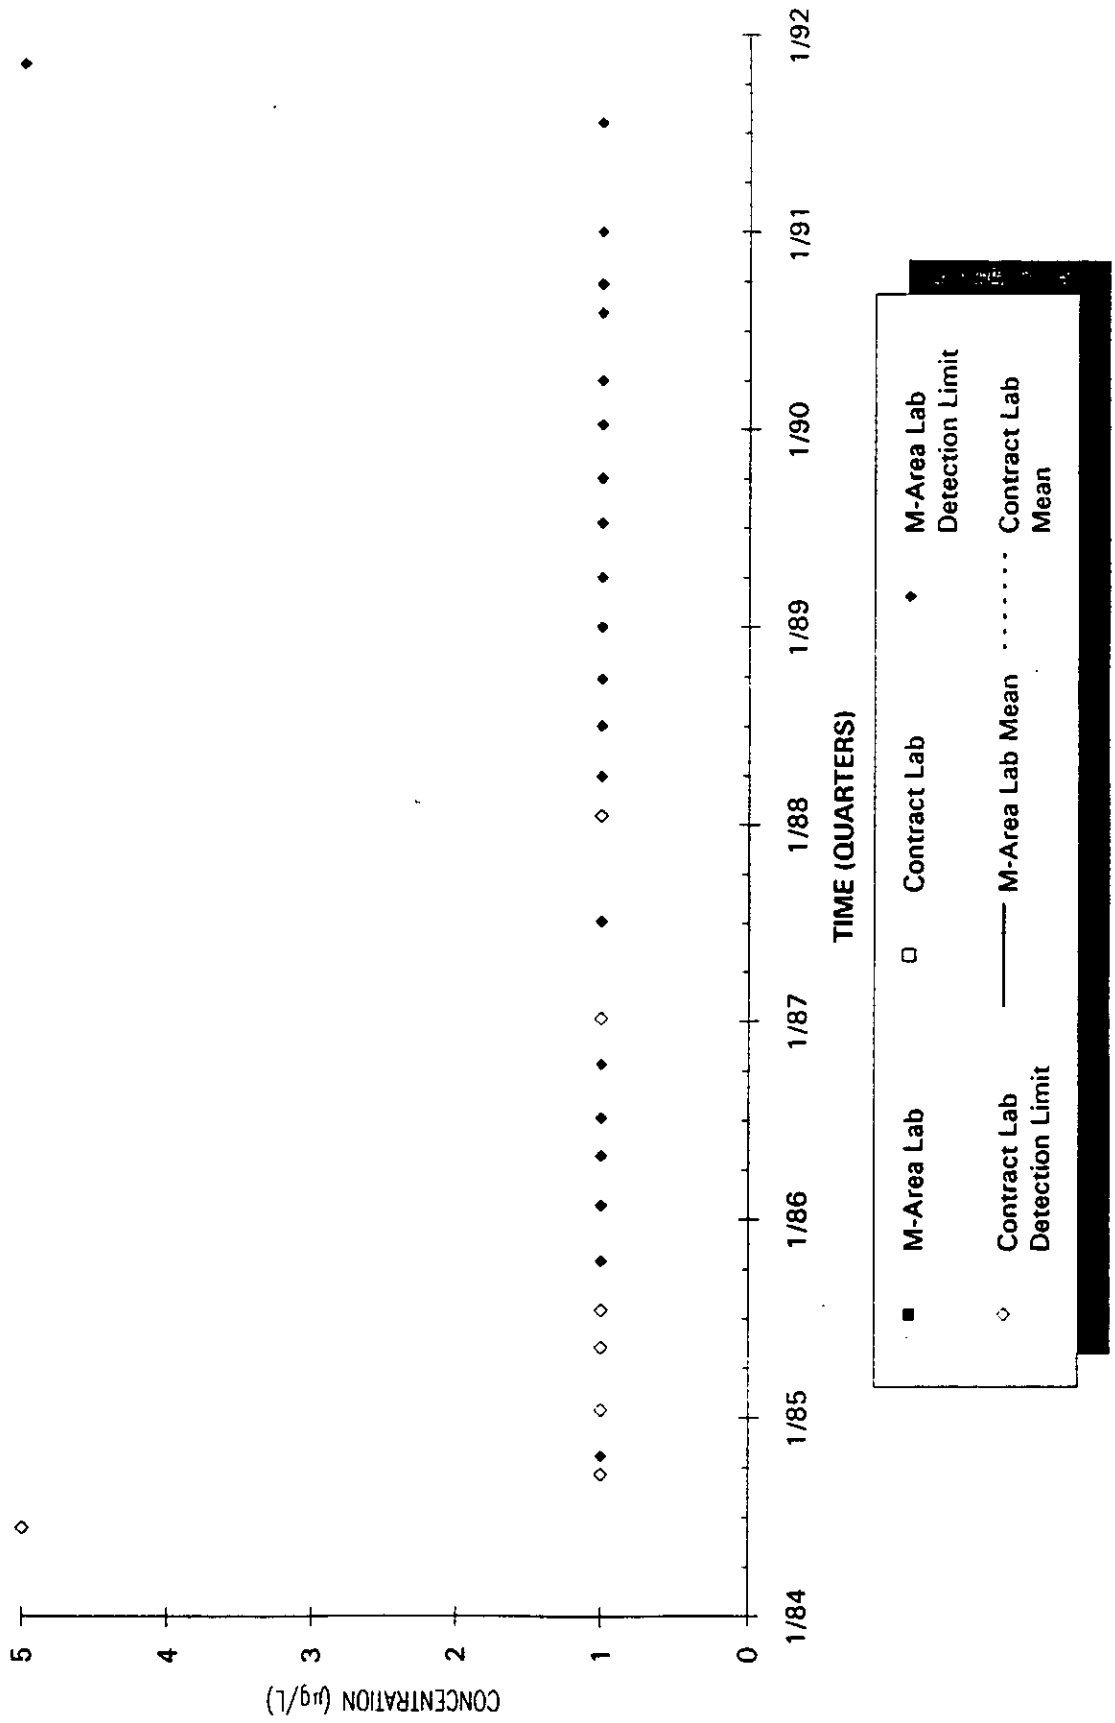 CONCENTRATION (µg/L)
5
4
3
2
1
0
1/84
1/85
1/86
1/87
1/88
1/89
1/90
1/91
1/92
TIME (QUARTERS)
M-Area Lab
Contract Lab
M-Area Lab
Detection Limit
Contract Lab
Detection Limit
M-Area Lab Mean
Contract Lab
Mean